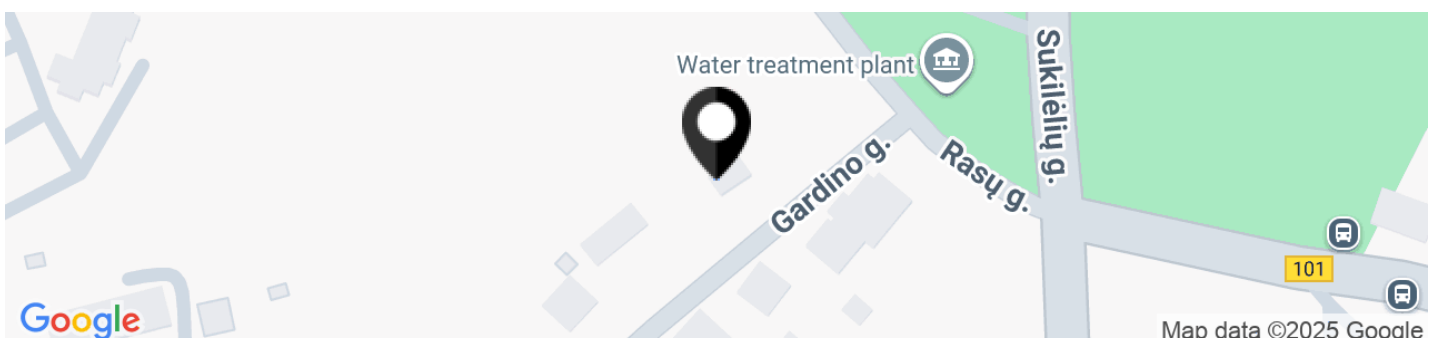 Water treatment plant
Sukilėlių g.
Gardino g.
Rasų g.
101
Google
Map data ©2025 Google